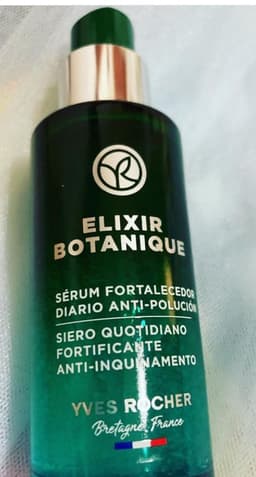 ELIXIR
BOTANIQUE
SÉRUM FORTALECEDOR
DIARIO ANTI-POLUCIÓN
SIERO QUOTIDIANO
FORTIFICANTE
ANTI-INQUINAMENTO
YVES ROCHER
Bretagne, France